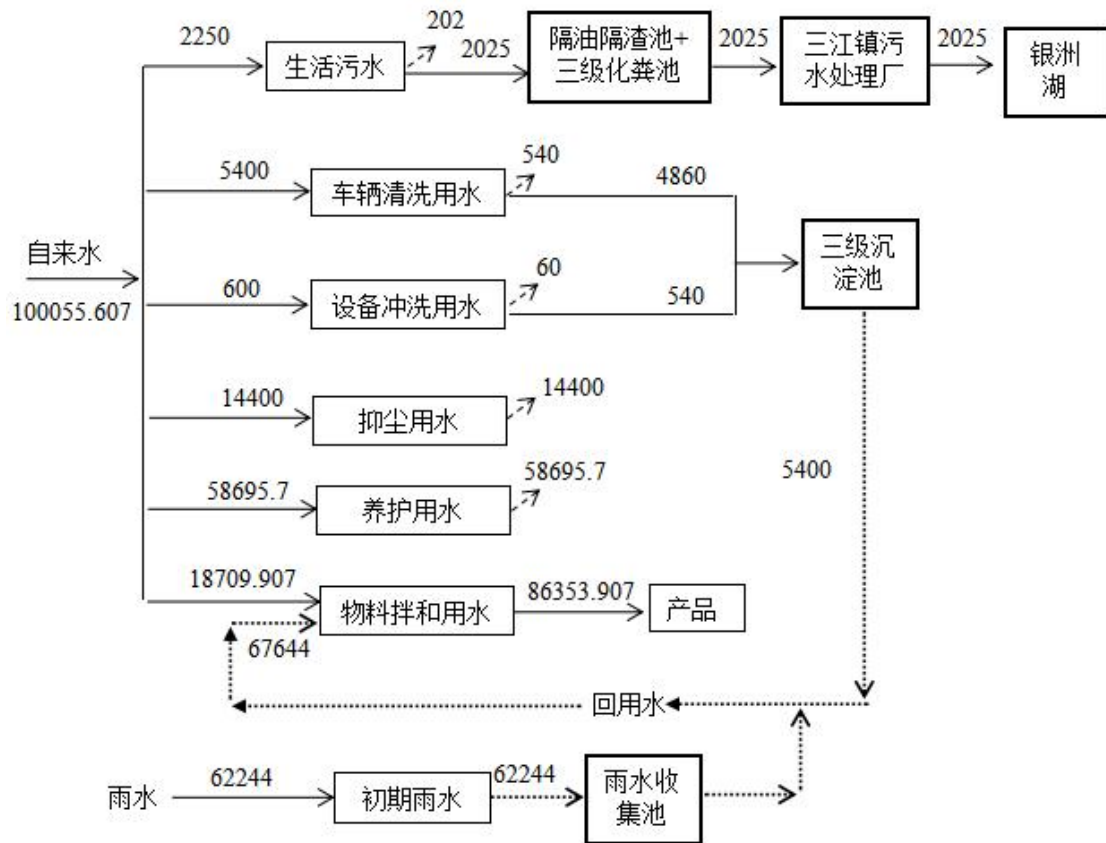 2250
生活污水
202
2025
隔油隔渣池+
三级化粪池
2025
三江镇污
水处理厂
2025
银洲
湖
5400
车辆清洗用水
540
4860
自来水
100055.607
600
设备冲洗用水
60
540
三级沉
淀池
14400
抑尘用水
14400
58695.7
养护用水
58695.7
5400
18709.907
物料拌和用水
86353.907
产品
67644
回用水
雨水
62244
初期雨水
62244
雨水收
集池